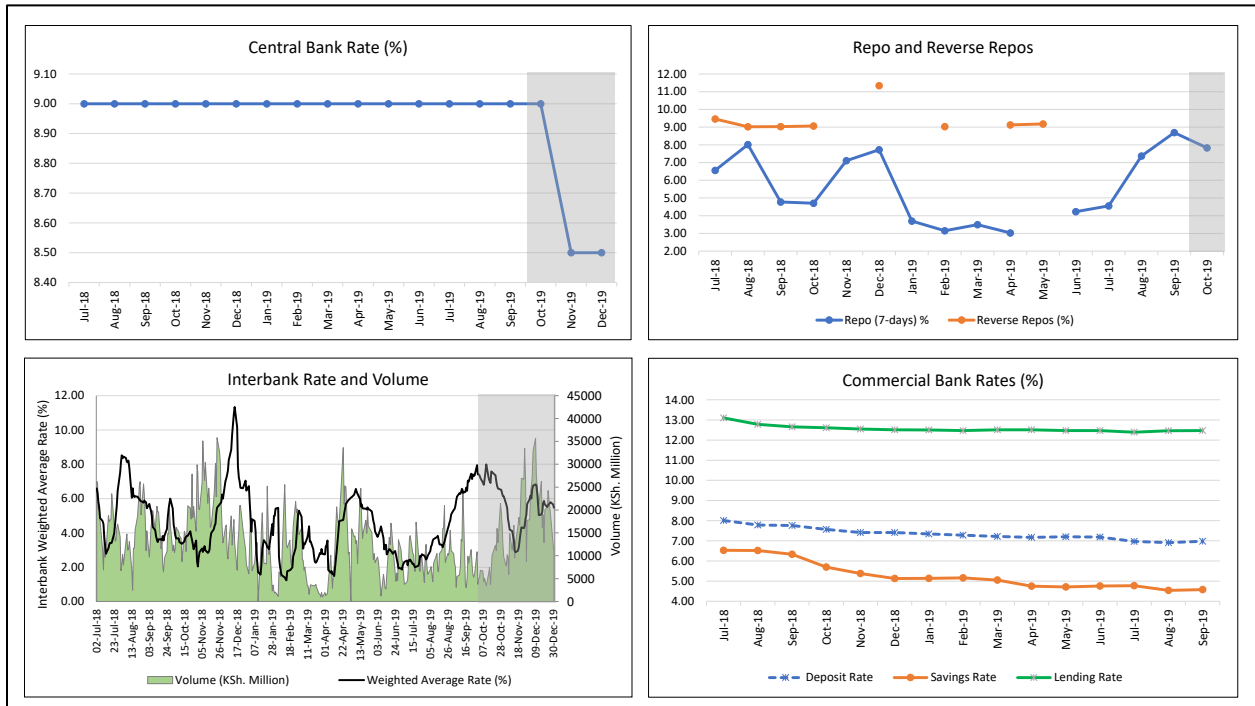 Central Bank Rate (%)
9.10
9.00
8.90
8.80
8.70
8.60
8.50
8.40
Jul-18
Aug-18
Sep-18
Oct-18
Nov-18
Dec-18
Jan-19
Feb-19
Mar-19
Apr-19
May-19
Jun-19
Jul-19
Aug-19
Sep-19
Oct-19
Nov-19
Dec-19
Repo and Reverse Repos
12.00
11.00
10.00
9.00
8.00
7.00
6.00
5.00
4.00
3.00
2.00
Jul-18
Aug-18
Sep-18
Oct-18
Nov-18
Dec-18
Jan-19
Feb-19
Mar-19
Apr-19
May-19
Jun-19
Jul-19
Aug-19
Sep-19
Oct-19
Repo (7-days) %
Reverse Repos (%)
Interbank Rate and Volume
Interbank Weighted Average Rate (%)
12.00
10.00
8.00
6.00
4.00
2.00
0.00
45000
40000
35000
30000
25000
20000
15000
10000
5000
0
Volume (KSh. Million)
02-Jul-18
23-Jul-18
13-Aug-18
03-Sep-18
24-Sep-18
15-Oct-18
05-Nov-18
26-Nov-18
17-Dec-18
07-Jan-19
28-Jan-19
18-Feb-19
11-Mar-19
01-Apr-19
22-Apr-19
13-May-19
03-Jun-19
24-Jun-19
15-Jul-19
05-Aug-19
26-Aug-19
16-Sep-19
07-Oct-19
28-Oct-19
18-Nov-19
09-Dec-19
30-Dec-19
Volume (KSh. Million)
Weighted Average Rate (%)
Commercial Bank Rates (%)
14.00
13.00
12.00
11.00
10.00
9.00
8.00
7.00
6.00
5.00
4.00
Jul-18
Aug-18
Sep-18
Oct-18
Nov-18
Dec-18
Jan-19
Feb-19
Mar-19
Apr-19
May-19
Jun-19
Jul-19
Aug-19
Sep-19
Deposit Rate
Savings Rate
Lending Rate